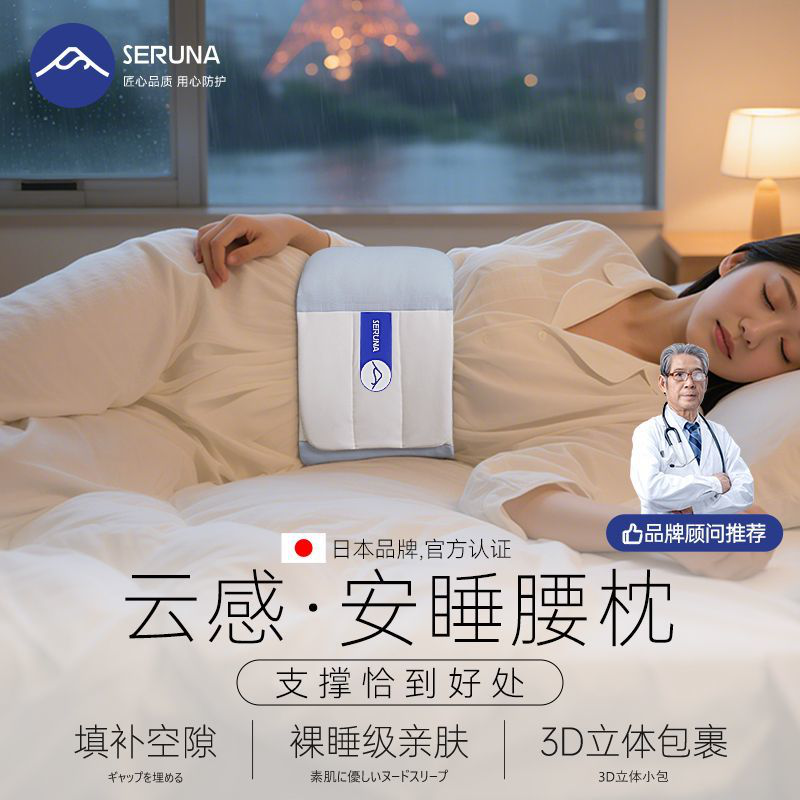 SERUNA
匠心品质 用心防护
SERUNA
品牌顾问推荐
日本品牌,官方认证
云感·安睡腰枕
支撑恰到好处
填补空隙
ギャップを埋める
裸睡级亲肤
素肌に優しいヌードスリープ
3D立体包裹
3D立体小包